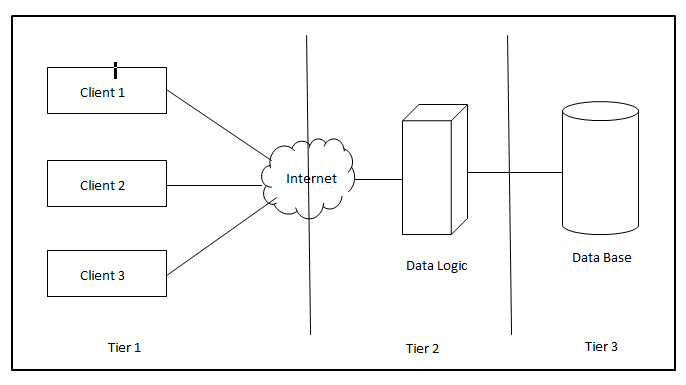 Client 1
Client 2
Internet
Client 3
Data Logic
Data Base
Tier 1
Tier 2
Tier 3